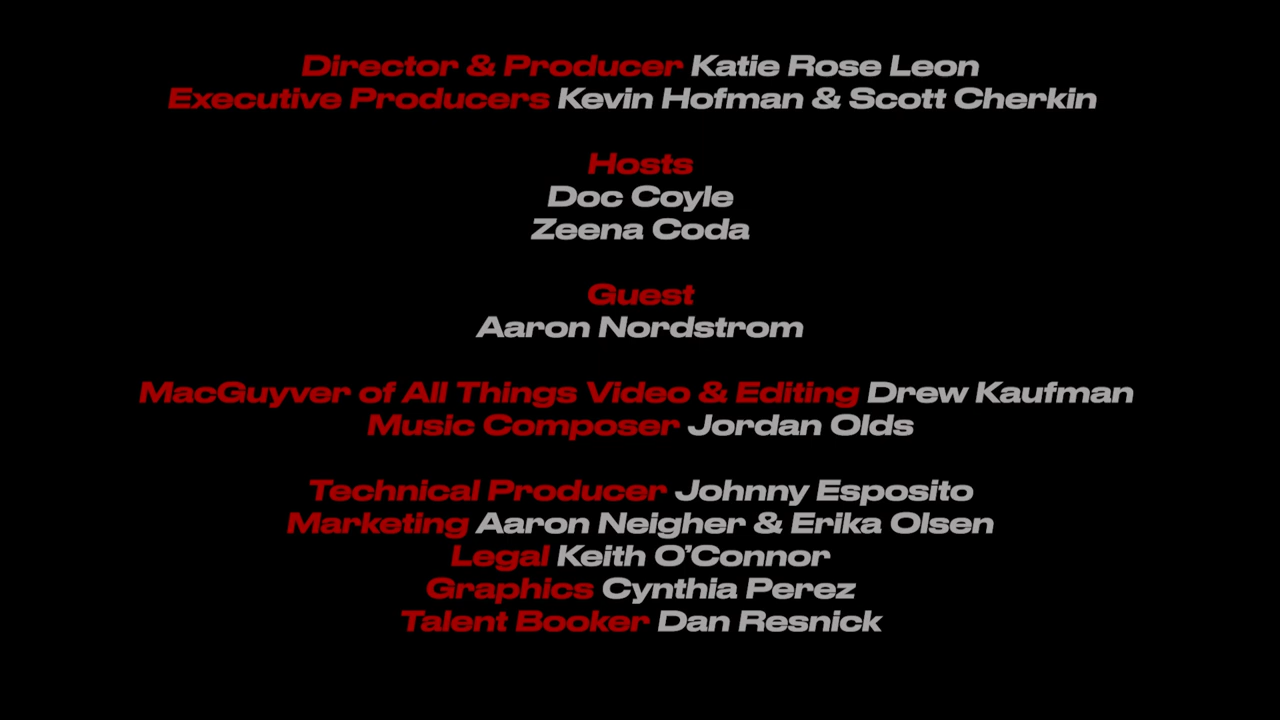 Director & Producer Katie Rose Leon
Executive Producers Kevin Hofman & Scott Cherkin
Hosts
Doc Coyle
Zeena Coda
Guest
Aaron Nordstrom
MacGuyver of All Things Video & Editing Drew Kaufman
Music Composer Jordan Olds
Technical Producer Johnny Esposito
Marketing Aaron Neigher & Erika Olsen
Legal Keith O'Connor
Graphics Cynthia Perez
Talent Booker Dan Resnick